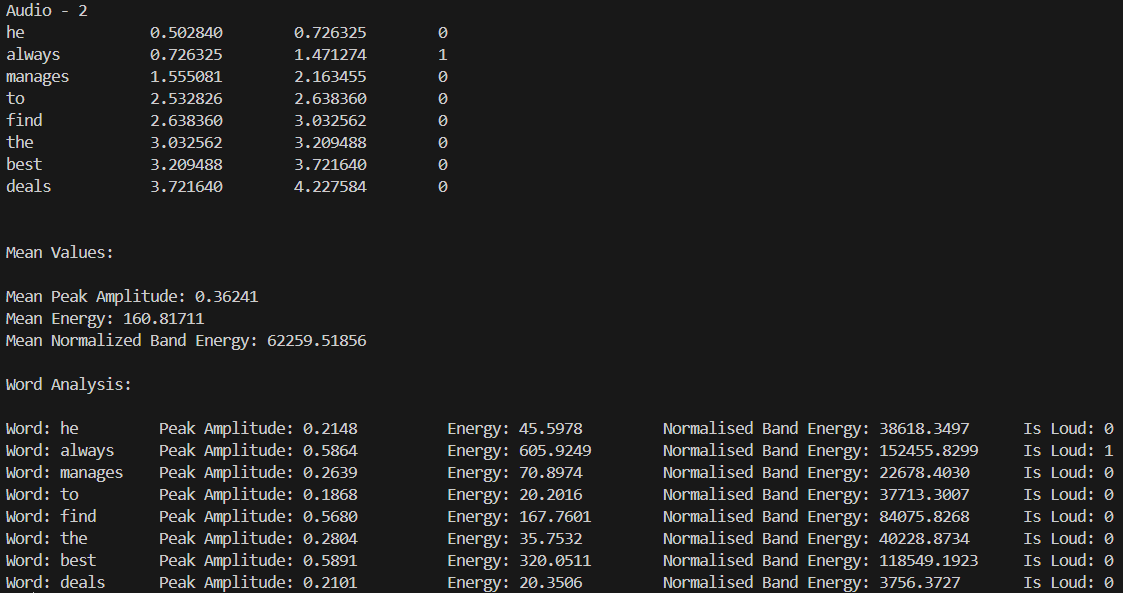 Audio - 2
he 0.502840 0.726325 0
always 0.726325 1.471274 1
manages 1.555081 2.163455 0
to 2.532826 2.638360 0
find 2.638360 3.032562 0
the 3.032562 3.209488 0
best 3.209488 3.721640 0
deals 3.721640 4.227584 0
Mean Values:
Mean Peak Amplitude: 0.36241
Mean Energy: 160.81711
Mean Normalized Band Energy: 62259.51856
Word Analysis:
Word: he Peak Amplitude: 0.2148 Energy: 45.5978 Normalised Band Energy: 38618.3497 Is Loud: 0
Word: always Peak Amplitude: 0.5864 Energy: 605.9249 Normalised Band Energy: 152455.8299 Is Loud: 1
Word: manages Peak Amplitude: 0.2639 Energy: 70.8974 Normalised Band Energy: 22678.4030 Is Loud: 0
Word: to Peak Amplitude: 0.1868 Energy: 20.2016 Normalised Band Energy: 37713.3007 Is Loud: 0
Word: find Peak Amplitude: 0.5680 Energy: 167.7601 Normalised Band Energy: 84075.8268 Is Loud: 0
Word: the Peak Amplitude: 0.2804 Energy: 35.7532 Normalised Band Energy: 40228.8734 Is Loud: 0
Word: best Peak Amplitude: 0.5891 Energy: 320.0511 Normalised Band Energy: 118549.1923 Is Loud: 0
Word: deals Peak Amplitude: 0.2101 Energy: 20.3506 Normalised Band Energy: 3756.3727 Is Loud: 0